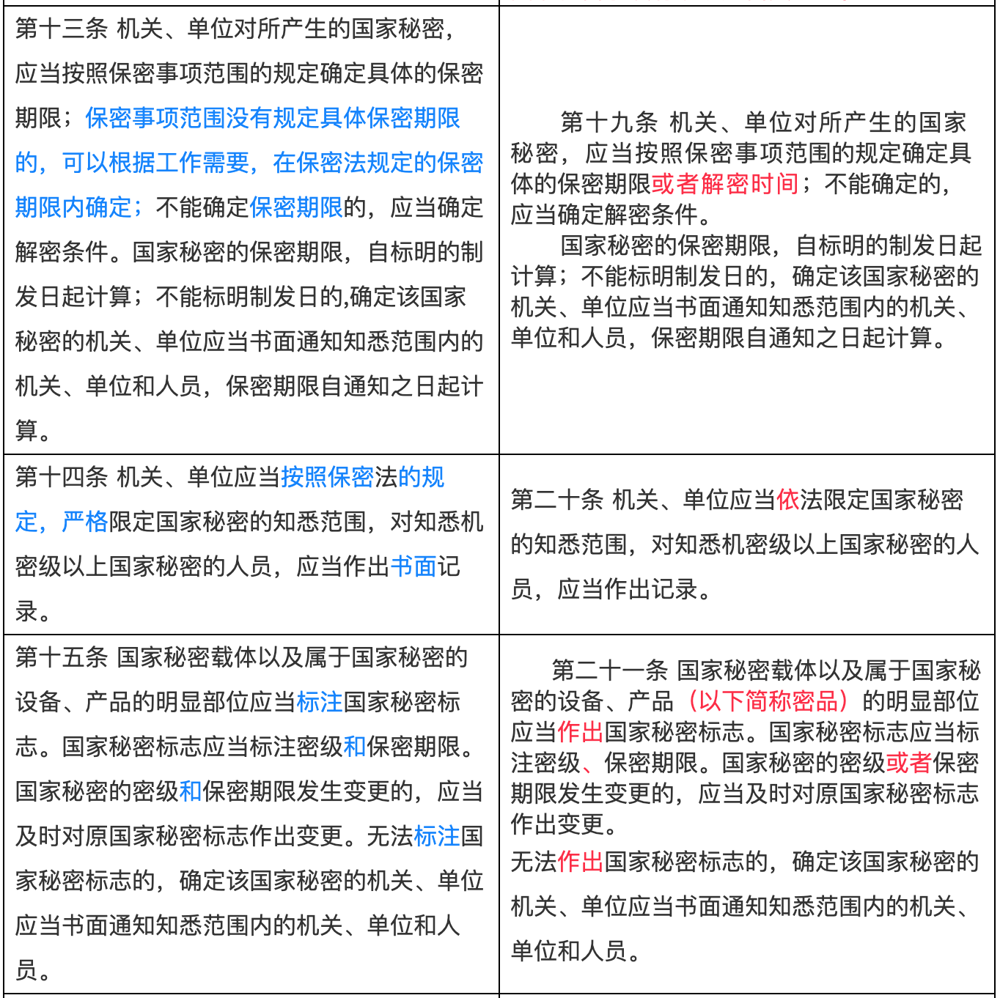 第十三条 机关、单位对所产生的国家秘密，
应当按照保密事项范围的规定确定具体的保密
期限；保密事项范围没有规定具体保密期限
的，可以根据工作需要，在保密法规定的保密
期限内确定；不能确定保密期限的，应当确定
解密条件。国家秘密的保密期限，自标明的制
发日起计算；不能标明制发日的,确定该国家
秘密的机关、单位应当书面通知知悉范围内的
机关、单位和人员，保密期限自通知之日起计
算。
第十九条 机关、单位对所产生的国家
秘密，应当按照保密事项范围的规定确定具
体的保密期限或者解密时间；不能确定的，
应当确定解密条件。
国家秘密的保密期限，自标明的制发日起
计算；不能标明制发日的，确定该国家秘密的
机关、单位应当书面通知知悉范围内的机关、
单位和人员，保密期限自通知之日起计算。
第十四条 机关、单位应当按照保密法的规
定，严格限定国家秘密的知悉范围，对知悉机
密级以上国家秘密的人员，应当作出书面记
录。
第二十条 机关、单位应当依法限定国家秘密
的知悉范围，对知悉机密级以上国家秘密的人
员，应当作出记录。
第十五条 国家秘密载体以及属于国家秘密的
设备、产品的明显部位应当标注国家秘密标
志。国家秘密标志应当标注密级和保密期限。
国家秘密的密级和保密期限发生变更的，应当
及时对原国家秘密标志作出变更。无法标注国
家秘密标志的，确定该国家秘密的机关、单位
应当书面通知知悉范围内的机关、单位和人
员。
第二十一条 国家秘密载体以及属于国家秘
密的设备、产品（以下简称密品）的明显部位
应当作出国家秘密标志。国家秘密标志应当标
注密级、保密期限。国家秘密的密级或者保密
期限发生变更的，应当及时对原国家秘密标志
作出变更。
无法作出国家秘密标志的，确定该国家秘密的
机关、单位应当书面通知知悉范围内的机关、
单位和人员。